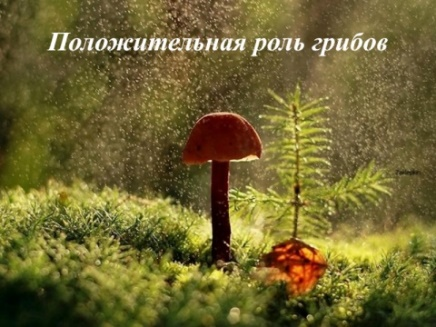 Положительная роль грибов